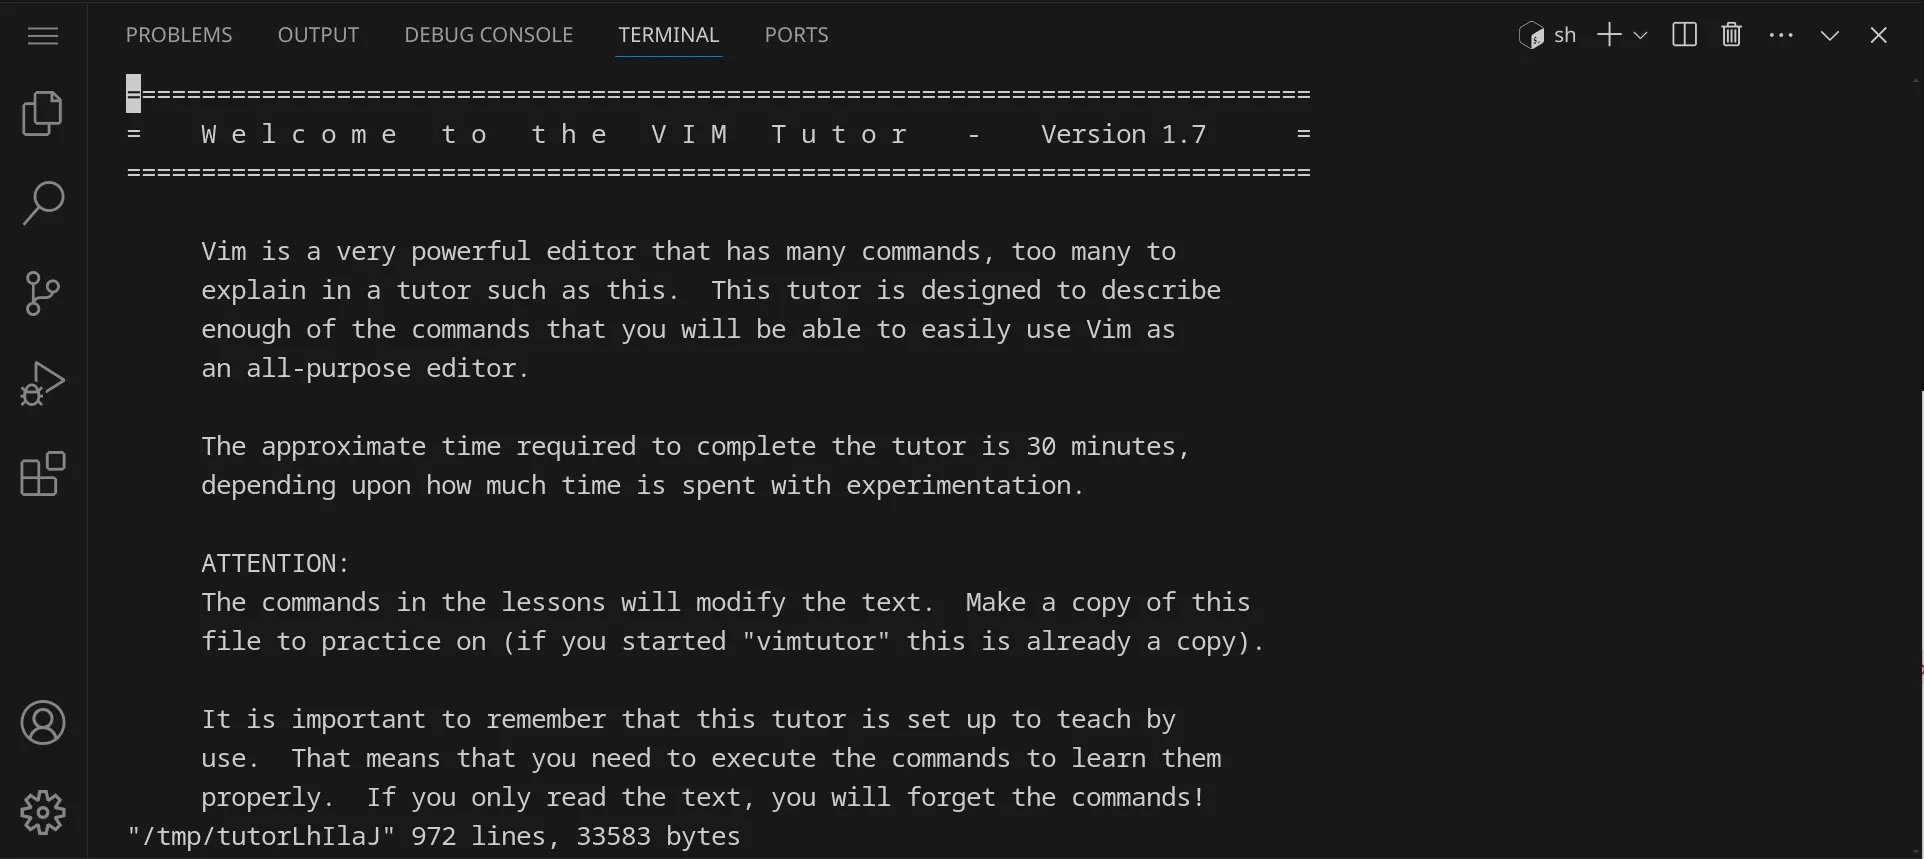 PROBLEMS OUTPUT DEBUG CONSOLE TERMINAL PORTS sh
===============================================================================
=    W e l c o m e   t o   t h e   V I M   T u t o r    -    Version 1.7      =
===============================================================================
Vim is a very powerful editor that has many commands, too many to
explain in a tutor such as this.  This tutor is designed to describe
enough of the commands that you will be able to easily use Vim as
an all-purpose editor.
The approximate time required to complete the tutor is 30 minutes,
depending upon how much time is spent with experimentation.
ATTENTION:
The commands in the lessons will modify the text.  Make a copy of this
file to practice on (if you started "vimtutor" this is already a copy).
It is important to remember that this tutor is set up to teach by
use.  That means that you need to execute the commands to learn them
properly.  If you only read the text, you will forget the commands!
"/tmp/tutorLhIlaJ" 972 lines, 33583 bytes